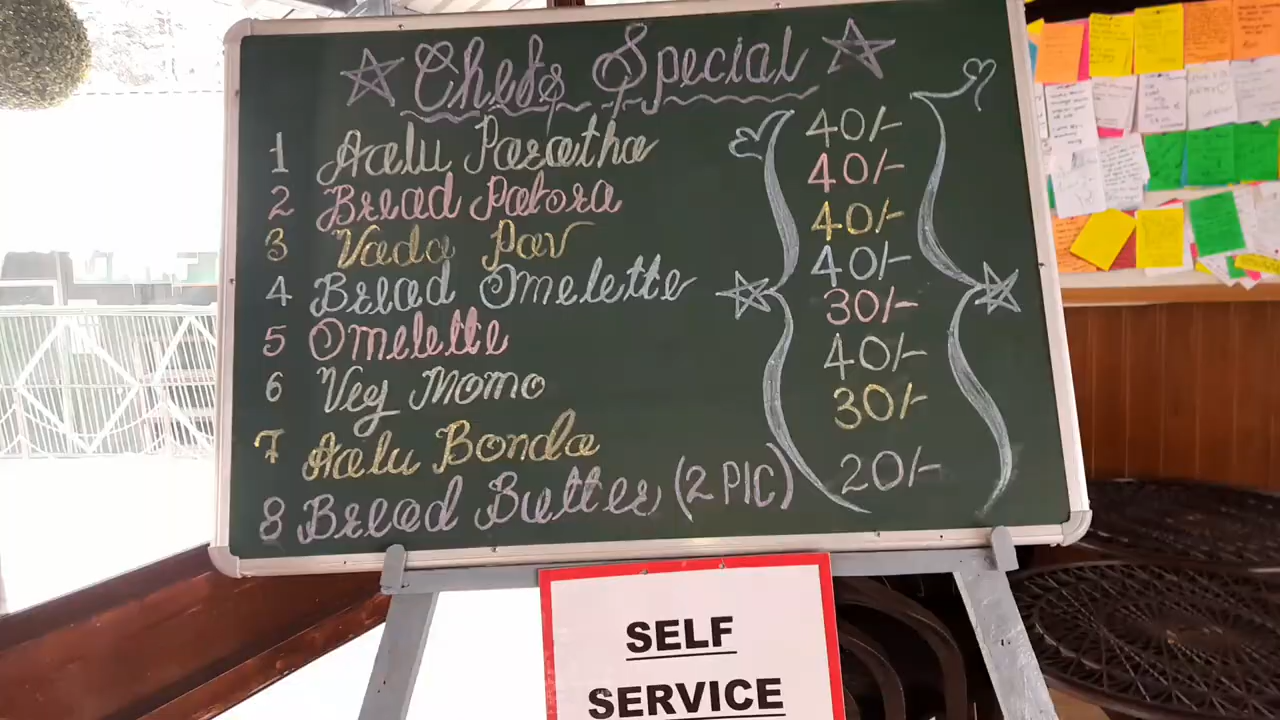 Chefs Special
1 Aalu Paratha 40/-
2 Bread Patora 40/-
3 Vada Pav 40/-
4 Bread Omelette 40/-
5 Omelette 30/-
6 Veg Momo 40/-
7 Aalu Bonda 30/-
8 Bread Butter (2 PIC) 20/-
SELF
SERVICE